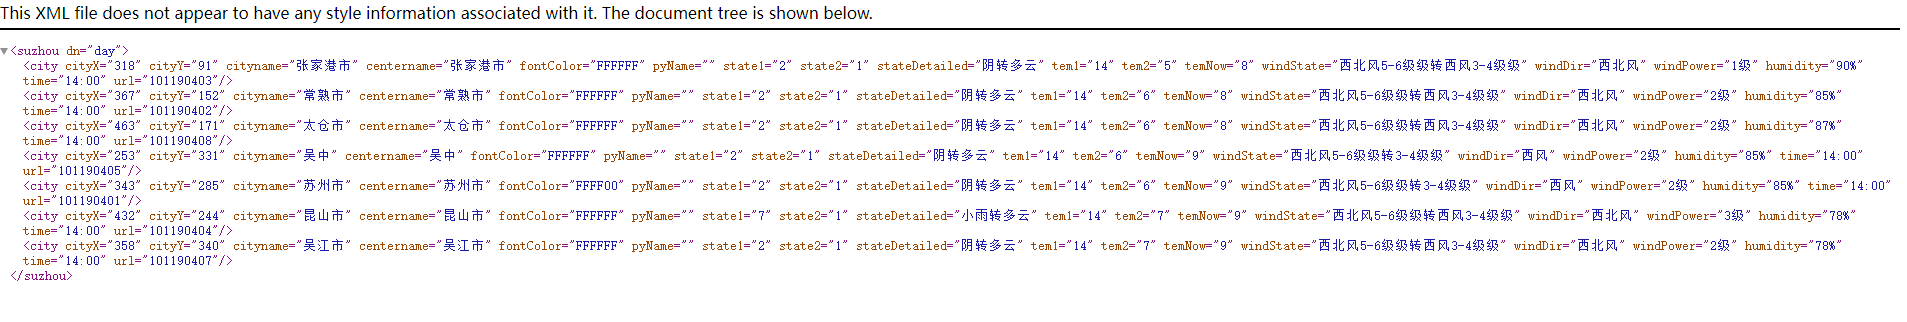 This XML file does not appear to have any style information associated with it. The document tree is shown below.
▼<suzhou dn="day">
<city cityX="318" cityY="91" cityname="张家港市" centername="张家港市" fontColor="FFFFFF" pyName="" state1="2" state2="1" stateDetailed="阴转多云" tem1="14" tem2="5" temNow="8" windState="西北风5-6级级转西风3-4级级" windDir="西北风" windPower="1级" humidity="90%"
time="14:00" url="101190403"/>
<city cityX="367" cityY="152" cityname="常熟市" centername="常熟市" fontColor="FFFFFF" pyName="" state1="2" state2="1" stateDetailed="阴转多云" tem1="14" tem2="6" temNow="8" windState="西北风5-6级级转西风3-4级级" windDir="西北风" windPower="2级" humidity="85%"
time="14:00" url="101190402"/>
<city cityX="463" cityY="171" cityname="太仓市" centername="太仓市" fontColor="FFFFFF" pyName="" state1="2" state2="1" stateDetailed="阴转多云" tem1="14" tem2="6" temNow="8" windState="西北风5-6级级转西风3-4级级" windDir="西北风" windPower="2级" humidity="87%"
time="14:00" url="101190408"/>
<city cityX="253" cityY="331" cityname="吴中" centername="吴中" fontColor="FFFFFF" pyName="" state1="2" state2="1" stateDetailed="阴转多云" tem1="14" tem2="6" temNow="9" windState="西北风5-6级级转3-4级级" windDir="西风" windPower="2级" humidity="85%" time="14:00"
url="101190405"/>
<city cityX="343" cityY="285" cityname="苏州市" centername="苏州市" fontColor="FFFF00" pyName="" state1="2" state2="1" stateDetailed="阴转多云" tem1="14" tem2="6" temNow="9" windState="西北风5-6级级转3-4级级" windDir="西风" windPower="2级" humidity="85%" time="14:00"
url="101190401"/>
<city cityX="432" cityY="244" cityname="昆山市" centername="昆山市" fontColor="FFFFFF" pyName="" state1="7" state2="1" stateDetailed="小雨转多云" tem1="14" tem2="7" temNow="9" windState="西北风5-6级级转西风3-4级级" windDir="西北风" windPower="3级" humidity="78%"
time="14:00" url="101190404"/>
<city cityX="358" cityY="340" cityname="吴江市" centername="吴江市" fontColor="FFFFFF" pyName="" state1="2" state2="1" stateDetailed="阴转多云" tem1="14" tem2="7" temNow="9" windState="西北风5-6级级转西风3-4级级" windDir="西北风" windPower="2级" humidity="78%"
time="14:00" url="101190407"/>
</suzhou>